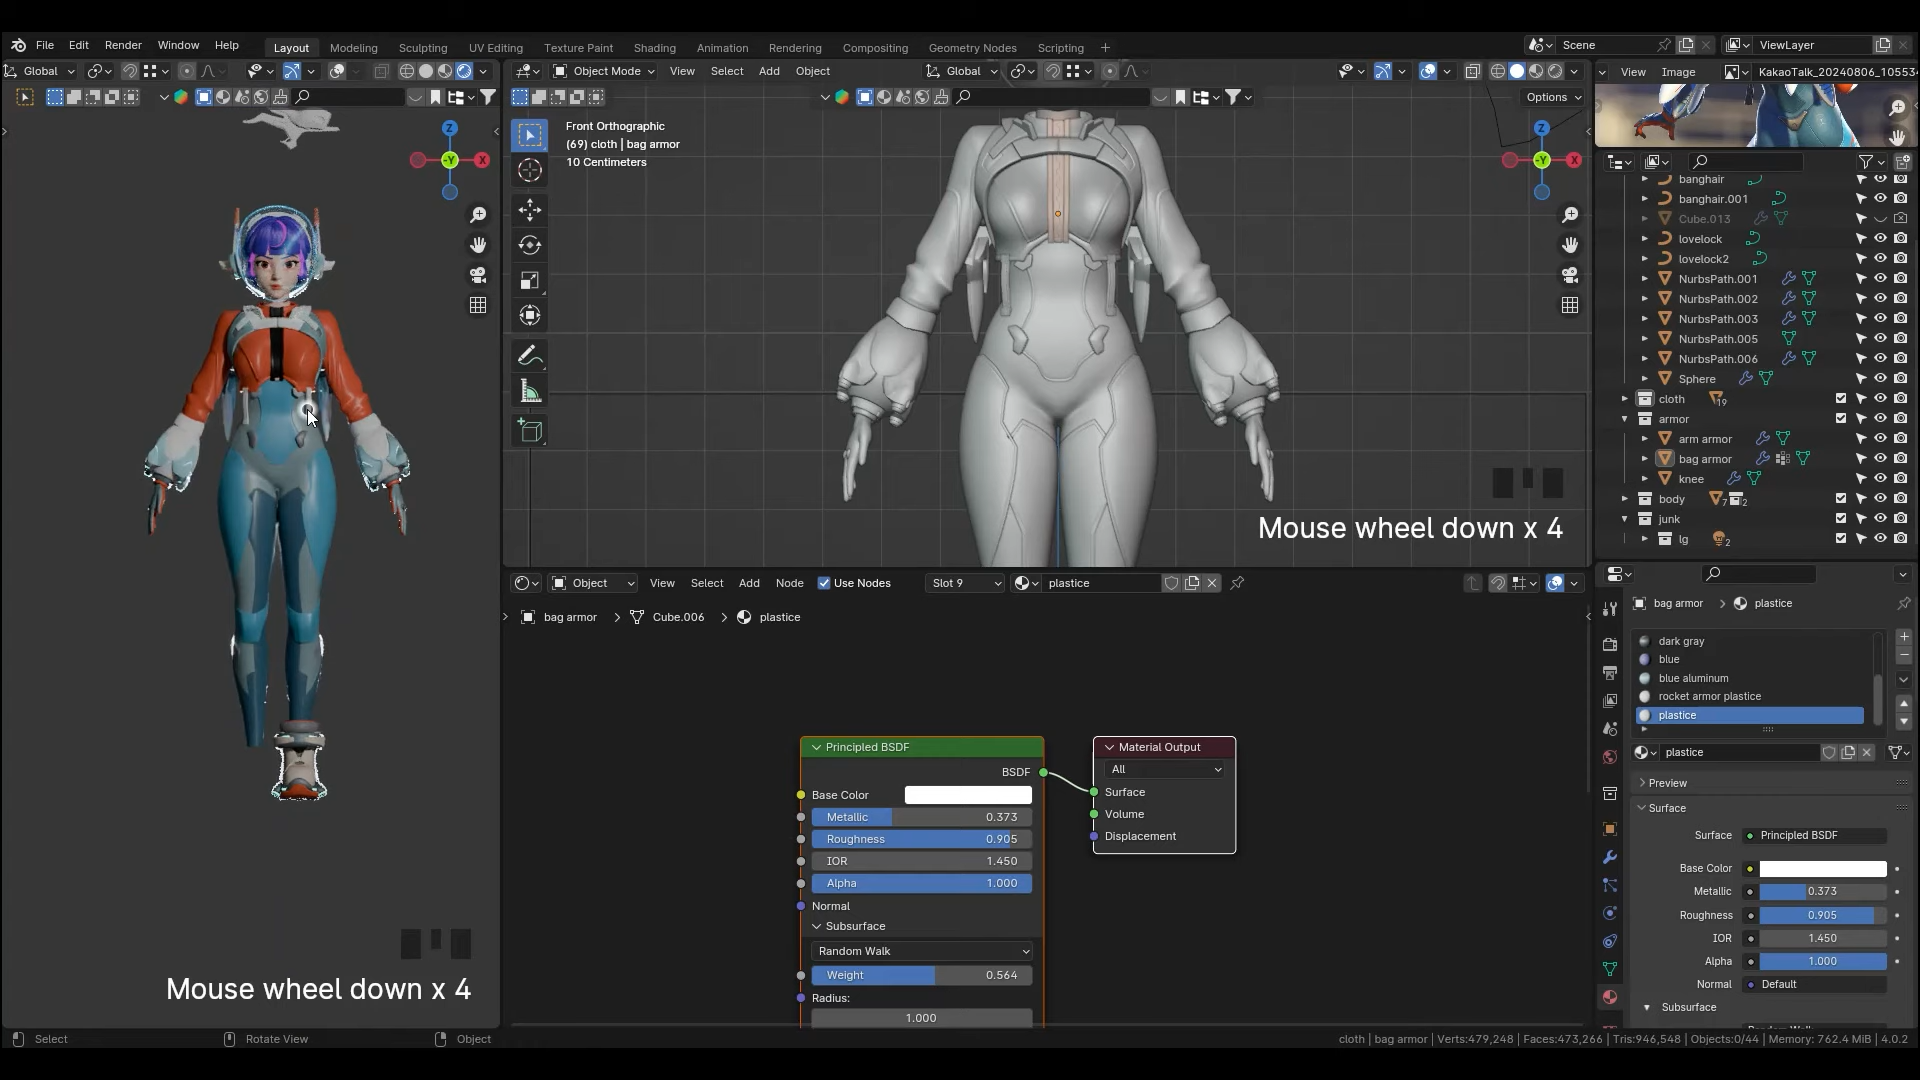 File Edit Render Window Help Layout Modeling Sculpting UV Editing Texture Paint Shading Animation Rendering Compositing Geometry Nodes Scripting + Scene ViewLayer
Global
Object Mode View Select Add Object Global
View Image KakaoTalk_20240806_10553
Options
Front Orthographic
(69) cloth | bag armor
10 Centimeters
Z
-Y
X
Z
-Y
X
banghair
banghair.001
Cube.013
lovelock
lovelock2
NurbsPath.001
NurbsPath.002
NurbsPath.003
NurbsPath.005
NurbsPath.006
Sphere
cloth 19
armor
arm armor
bag armor
knee
body 7 2
junk
lg 2
Mouse wheel down x 4
Object View Select Add Node Use Nodes Slot 9 plastice
bag armor > Cube.006 > plastice
Principled BSDF
BSDF
Base Color
Metallic 0.373
Roughness 0.905
IOR 1.450
Alpha 1.000
Normal
Subsurface
Random Walk
Weight 0.564
Radius:
1.000
Material Output
All
Surface
Volume
Displacement
bag armor > plastice
dark gray
blue
blue aluminum
rocket armor plastice
plastice
plastice
Preview
Surface
Surface Principled BSDF
Base Color
Metallic 0.373
Roughness 0.905
IOR 1.450
Alpha 1.000
Normal Default
Subsurface
Mouse wheel down x 4
Select Rotate View Object cloth | bag armor | Verts:479,248 | Faces:473,266 | Tris:946,548 | Objects:0/44 | Memory: 762.4 MiB | 4.0.2